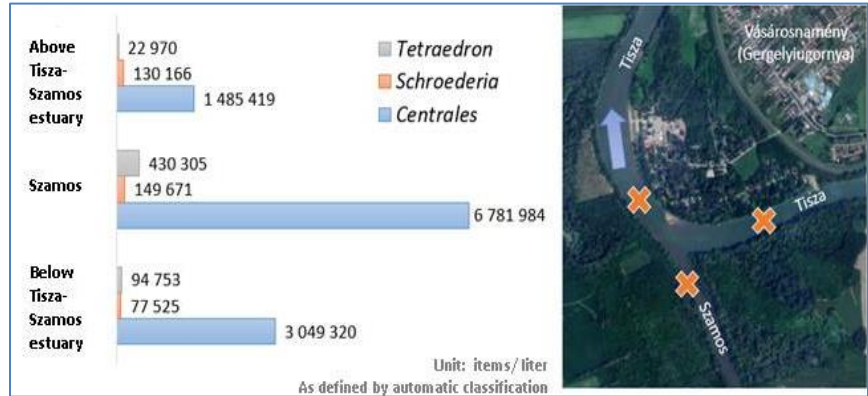 Above
Tisza-
Szamos
estuary
22 970
130 166
1 485 419
Tetraedron
Schroederia
Centrales
Szamos
430 305
149 671
6 781 984
Below
Tisza-
Szamos
estuary
94 753
77 525
3 049 320
Unit: items/liter
As defined by automatic classification
Vásárosnamény
(Gergelyiugornya)
Tisza
Tisza
Szamos